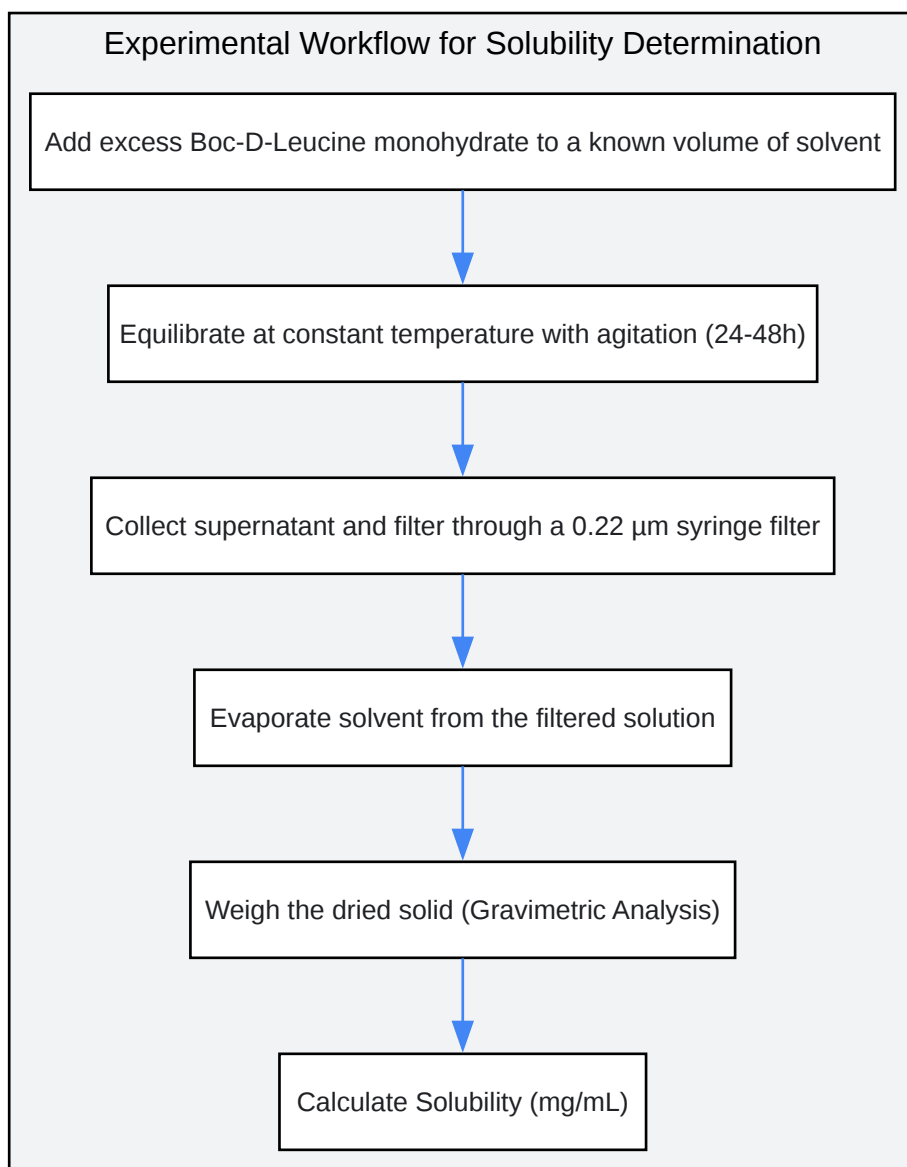 Experimental Workflow for Solubility Determination
Add excess Boc-D-Leucine monohydrate to a known volume of solvent
Equilibrate at constant temperature with agitation (24-48h)
Collect supernatant and filter through a 0.22 µm syringe filter
Evaporate solvent from the filtered solution
Weigh the dried solid (Gravimetric Analysis)
Calculate Solubility (mg/mL)